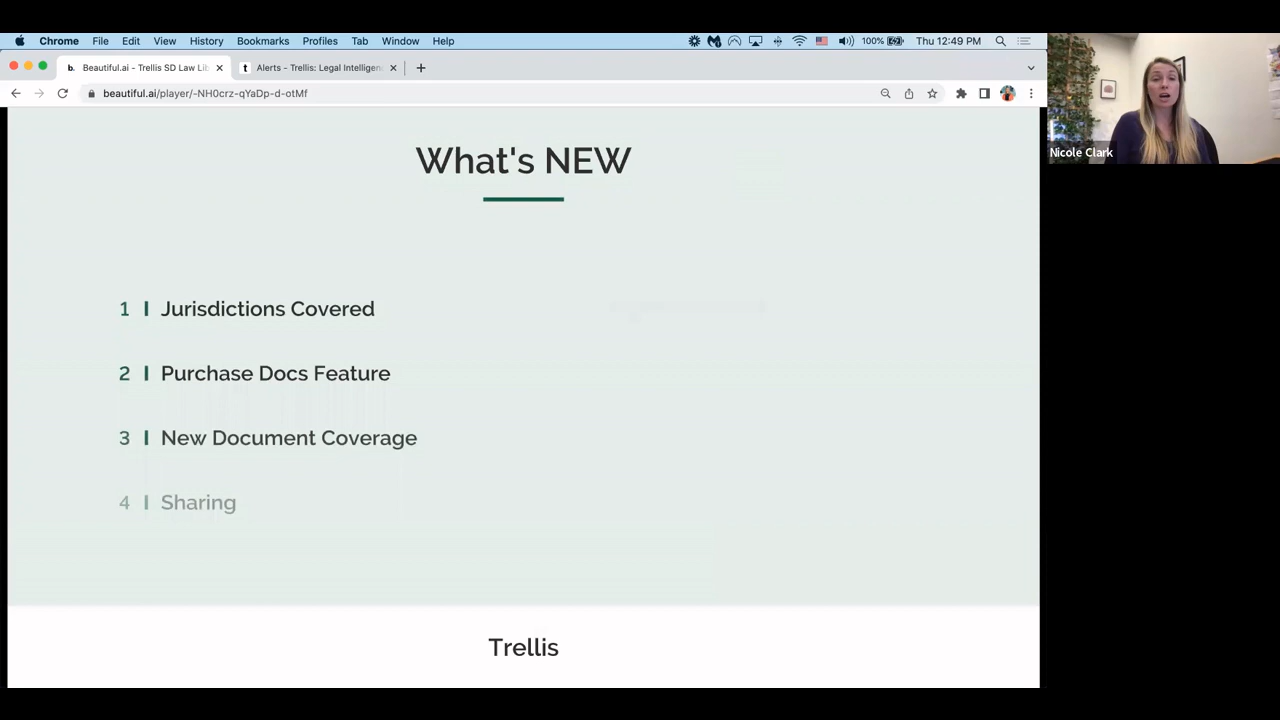 Chrome File Edit View History Bookmarks Profiles Tab Window Help
100% Thu 12:49 PM
b. Beautiful.ai - Trellis SD Law Lib
t Alerts - Trellis: Legal Intelligen
beautiful.ai/player/-NH0crz-qYaDp-d-otMf
Nicole Clark
What's NEW
1 Jurisdictions Covered
2 Purchase Docs Feature
3 New Document Coverage
4 Sharing
Trellis